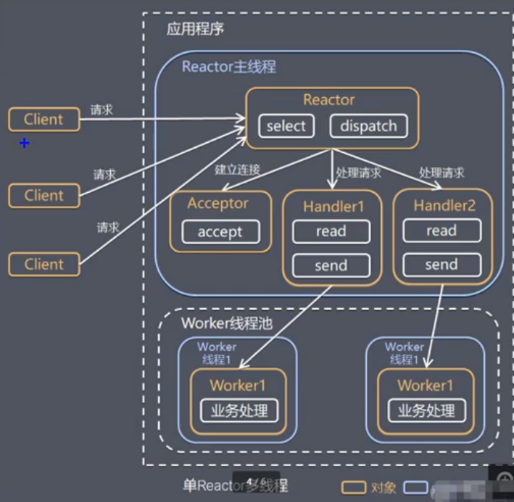 应用程序
Reactor主线程
Reactor
select
dispatch
Client
请求
Client
请求
Client
请求
建立连接
处理请求
处理请求
Acceptor
accept
Handler1
read
send
Handler2
read
send
Worker线程池
Worker
线程1
Worker1
业务处理
Worker
线程1
Worker1
业务处理
单Reactor多线程
4/6
对象